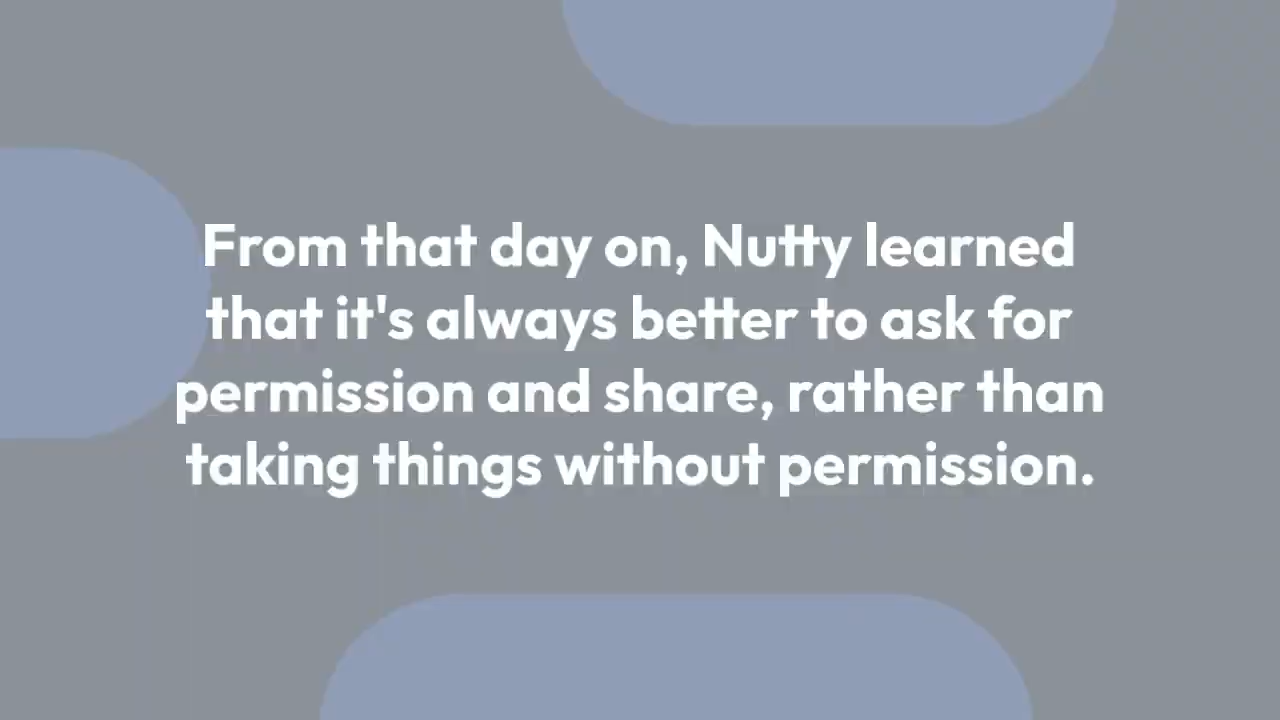 From that day on, Nutty learned
that it's always better to ask for
permission and share, rather than
taking things without permission.